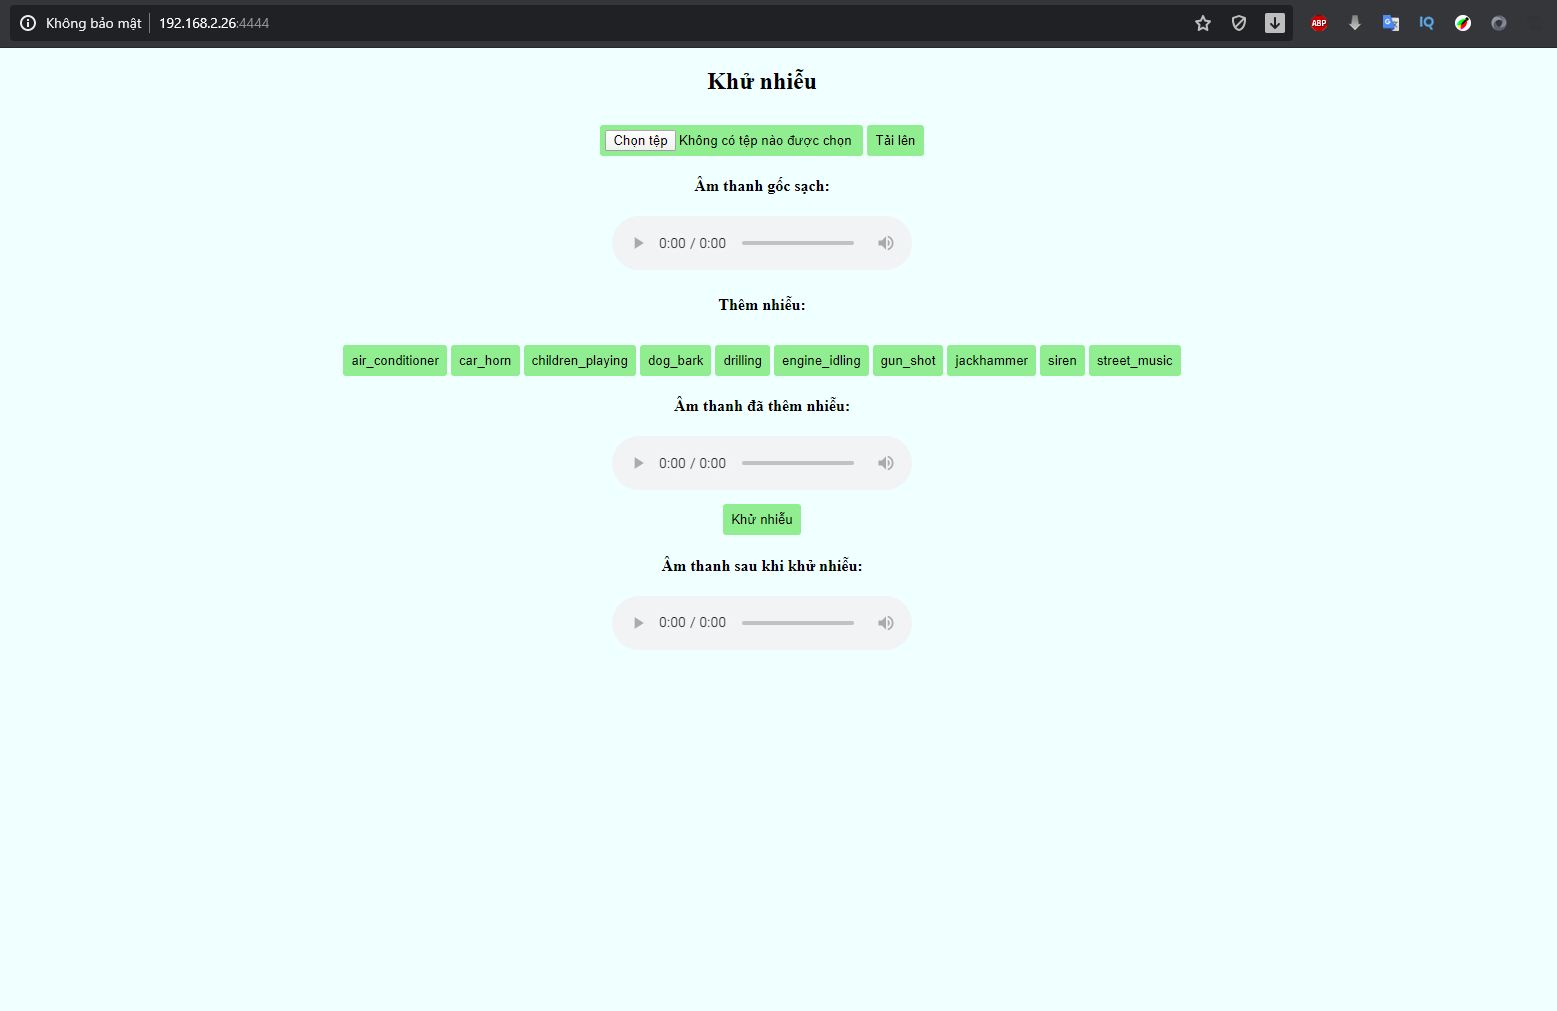 Không bảo mật 192.168.2.26:4444 ABP G IQ
Khử nhiễu
Chọn tệp Không có tệp nào được chọn Tải lên
Âm thanh gốc sạch:
0:00 / 0:00
Thêm nhiễu:
air_conditioner car_horn children_playing dog_bark drilling engine_idling gun_shot jackhammer siren street_music
Âm thanh đã thêm nhiễu:
0:00 / 0:00
Khử nhiễu
Âm thanh sau khi khử nhiễu:
0:00 / 0:00